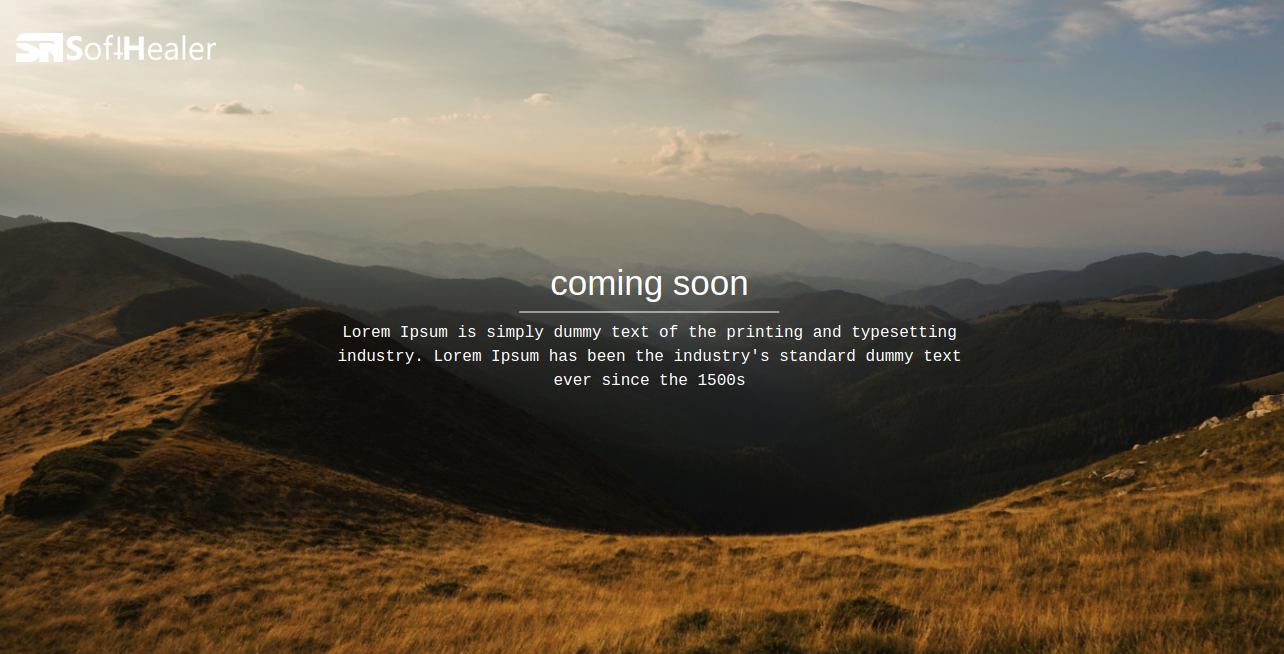 SH SoftHealer
coming soon
Lorem Ipsum is simply dummy text of the printing and typesetting
industry. Lorem Ipsum has been the industry's standard dummy text
ever since the 1500s